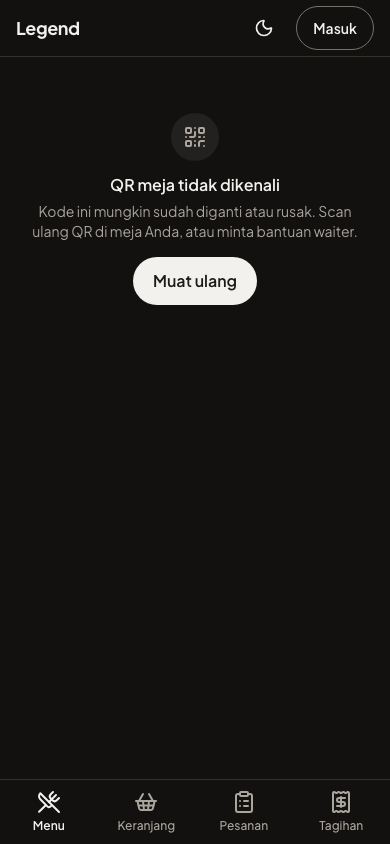 Legend
Masuk
QR meja tidak dikenali
Kode ini mungkin sudah diganti atau rusak. Scan
ulang QR di meja Anda, atau minta bantuan waiter.
Muat ulang
Menu
Keranjang
Pesanan
Tagihan